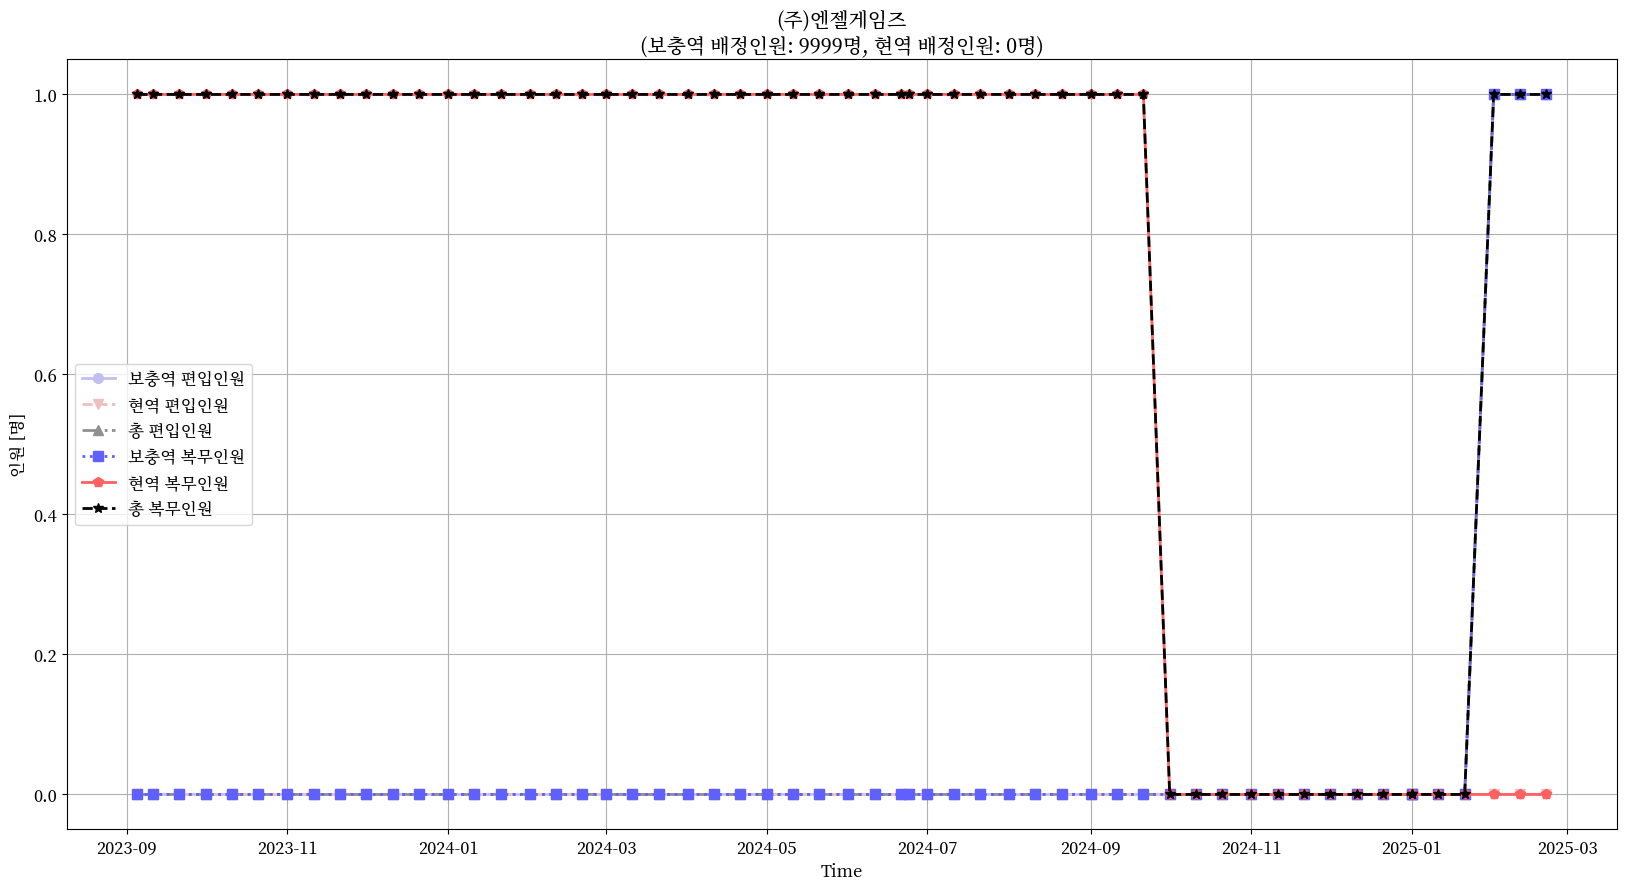 (주)엔젤게임즈
(보충역 배정인원: 9999명, 현역 배정인원: 0명)
인원 [명]
1.0
0.8
0.6
0.4
0.2
0.0
보충역 편입인원
현역 편입인원
총 편입인원
보충역 복무인원
현역 복무인원
총 복무인원
2023-09 2023-11 2024-01 2024-03 2024-05 2024-07 2024-09 2024-11 2025-01 2025-03
Time